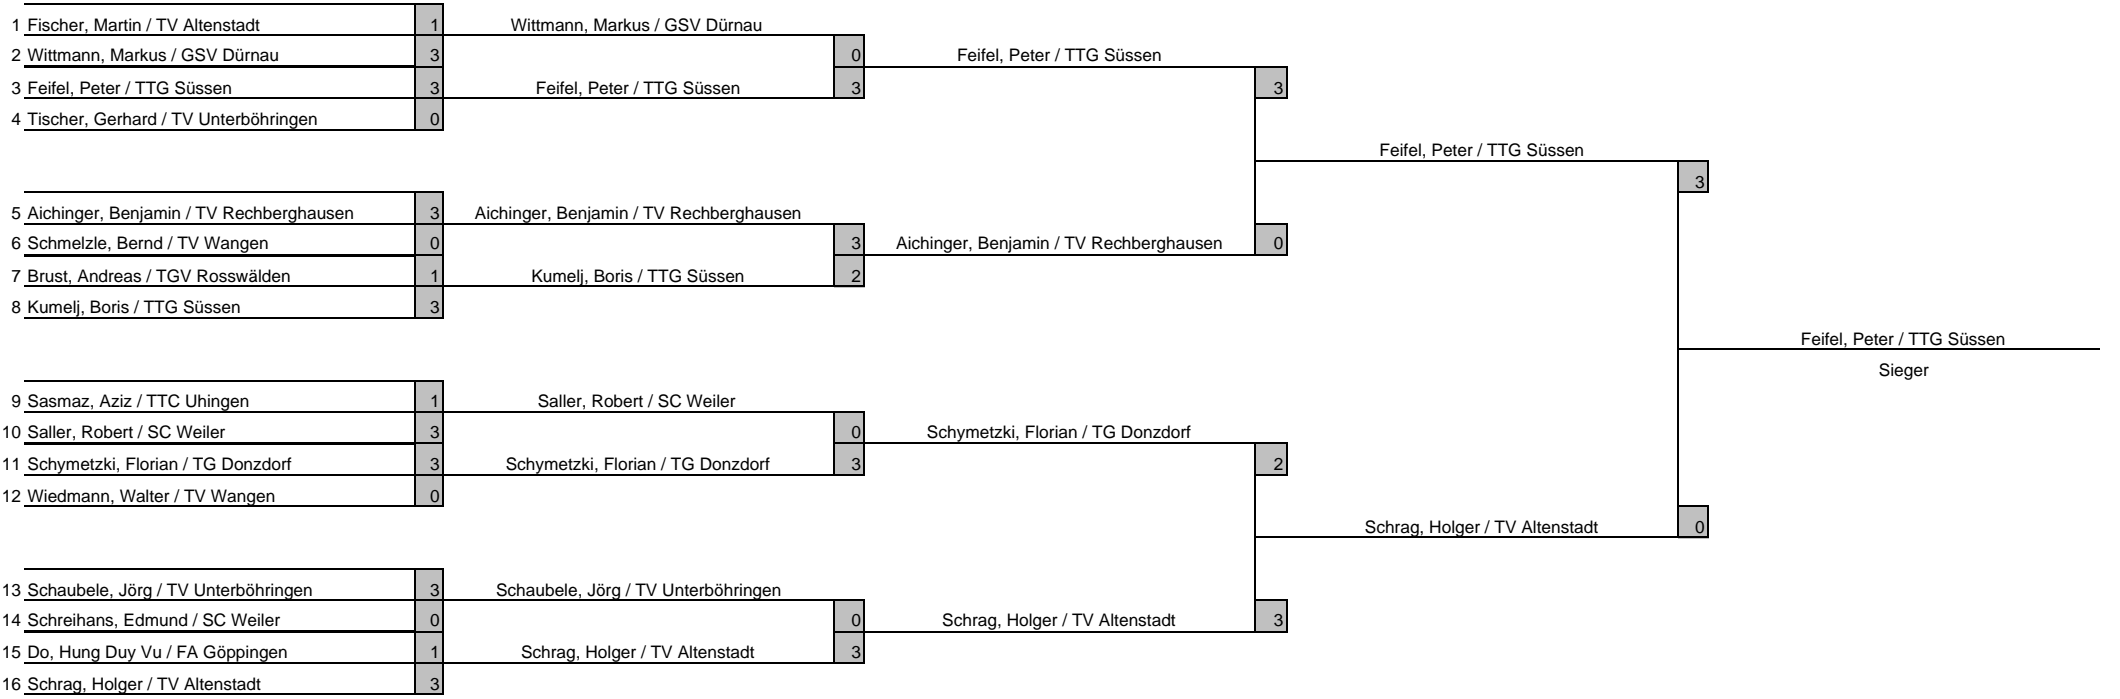 1 Fischer, Martin / TV Altenstadt 1 Wittmann, Markus / GSV Dürnau
2 Wittmann, Markus / GSV Dürnau 3 0 Feifel, Peter / TTG Süssen
3 Feifel, Peter / TTG Süssen 3 Feifel, Peter / TTG Süssen 3 3
4 Tischer, Gerhard / TV Unterböhringen 0
Feifel, Peter / TTG Süssen
3
5 Aichinger, Benjamin / TV Rechberghausen 3 Aichinger, Benjamin / TV Rechberghausen
6 Schmelzle, Bernd / TV Wangen 0 3 Aichinger, Benjamin / TV Rechberghausen 0
7 Brust, Andreas / TGV Rosswälden 1 Kumelj, Boris / TTG Süssen 2
8 Kumelj, Boris / TTG Süssen 3
Feifel, Peter / TTG Süssen
Sieger
9 Sasmaz, Aziz / TTC Uhingen 1 Saller, Robert / SC Weiler
10 Saller, Robert / SC Weiler 3 0 Schymetzki, Florian / TG Donzdorf
11 Schymetzki, Florian / TG Donzdorf 3 Schymetzki, Florian / TG Donzdorf 3 2
12 Wiedmann, Walter / TV Wangen 0
Schrag, Holger / TV Altenstadt 0
13 Schaubele, Jörg / TV Unterböhringen 3 Schaubele, Jörg / TV Unterböhringen
14 Schreihans, Edmund / SC Weiler 0 0 Schrag, Holger / TV Altenstadt 3
15 Do, Hung Duy Vu / FA Göppingen 1 Schrag, Holger / TV Altenstadt 3
16 Schrag, Holger / TV Altenstadt 3